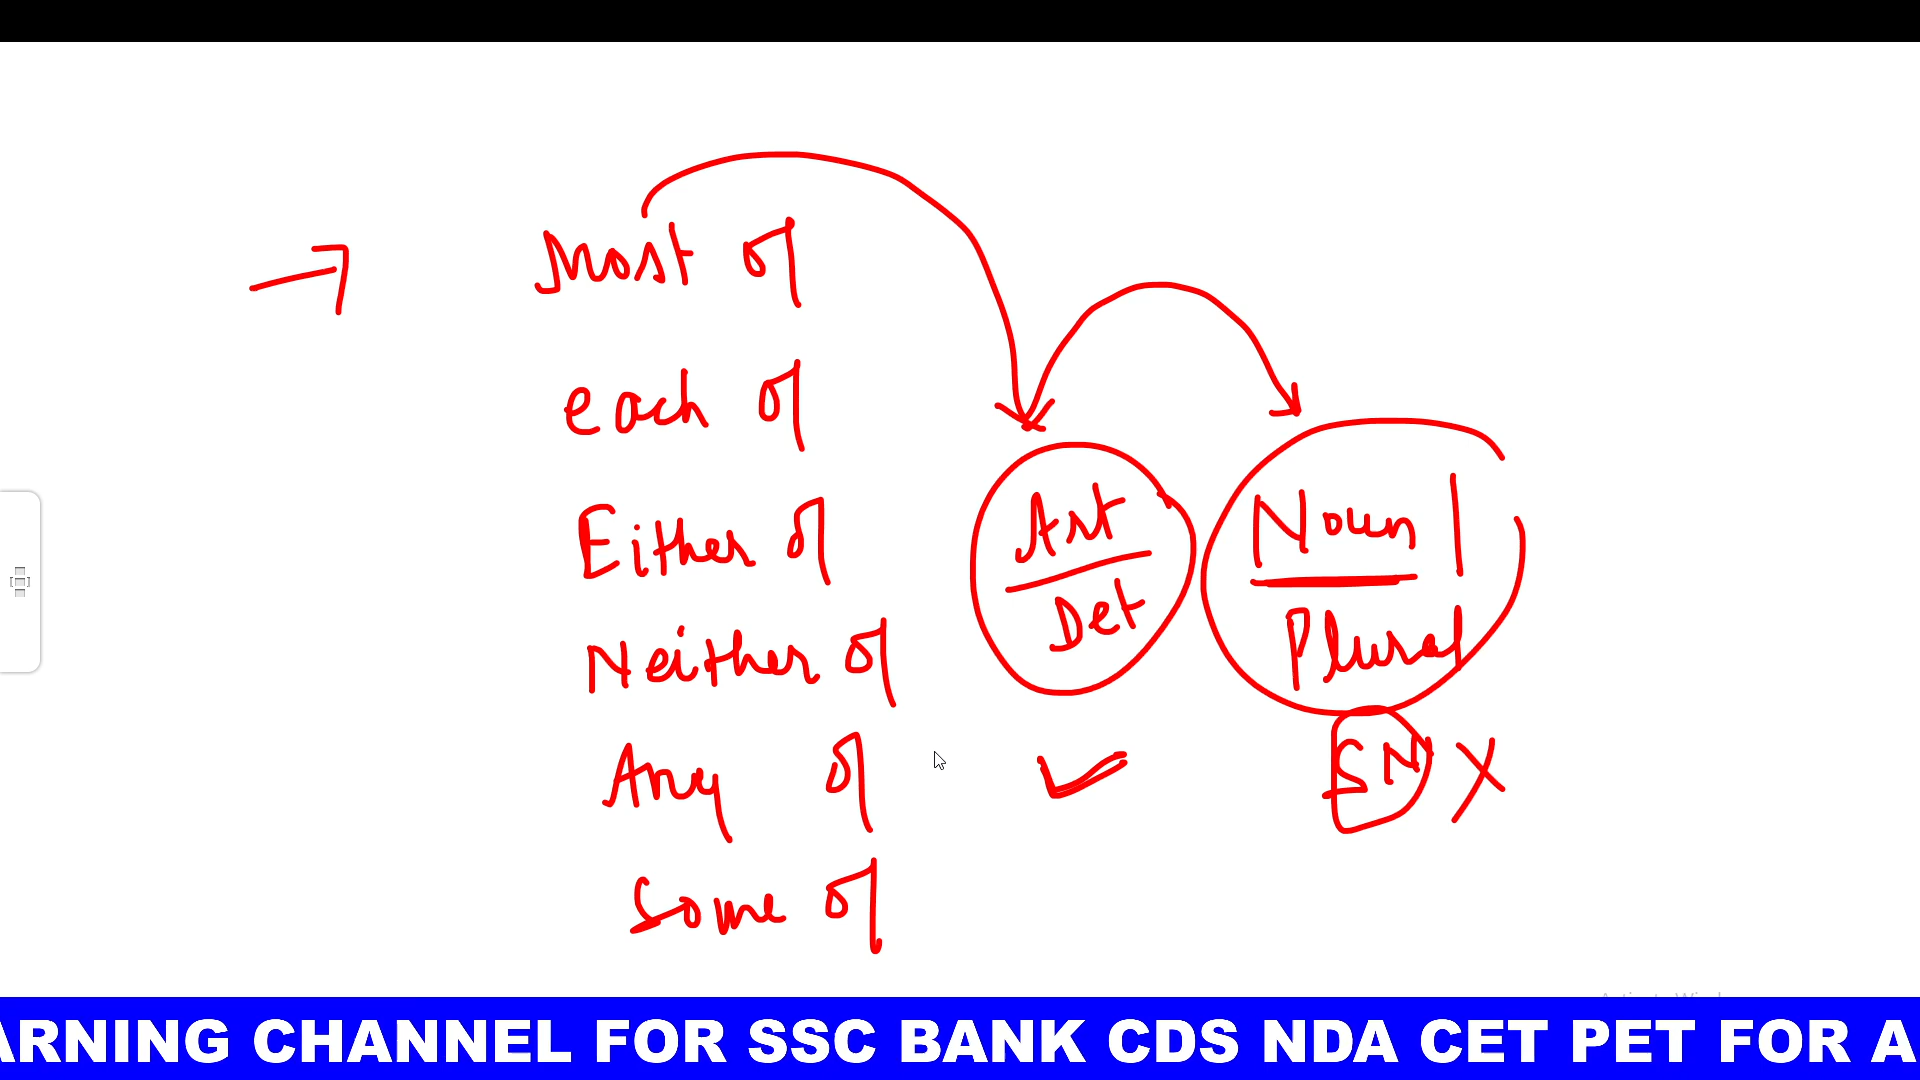 Most of
each of
Either of
Neither of
Any of
Some of
Art
Det
Noun
Plural
SN X
ARNING CHANNEL FOR SSC BANK CDS NDA CET PET FOR A